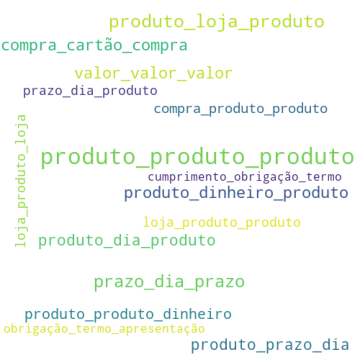 produto_loja_produto
compra_cartão_compra
valor_valor_valor
prazo_dia_produto
compra_produto_produto
loja_produto_loja
produto_produto_produto
cumprimento_obrigação_termo
produto_dinheiro_produto
loja_produto_produto
produto_dia_produto
prazo_dia_prazo
produto_produto_dinheiro
obrigação_termo_apresentação
produto_prazo_dia